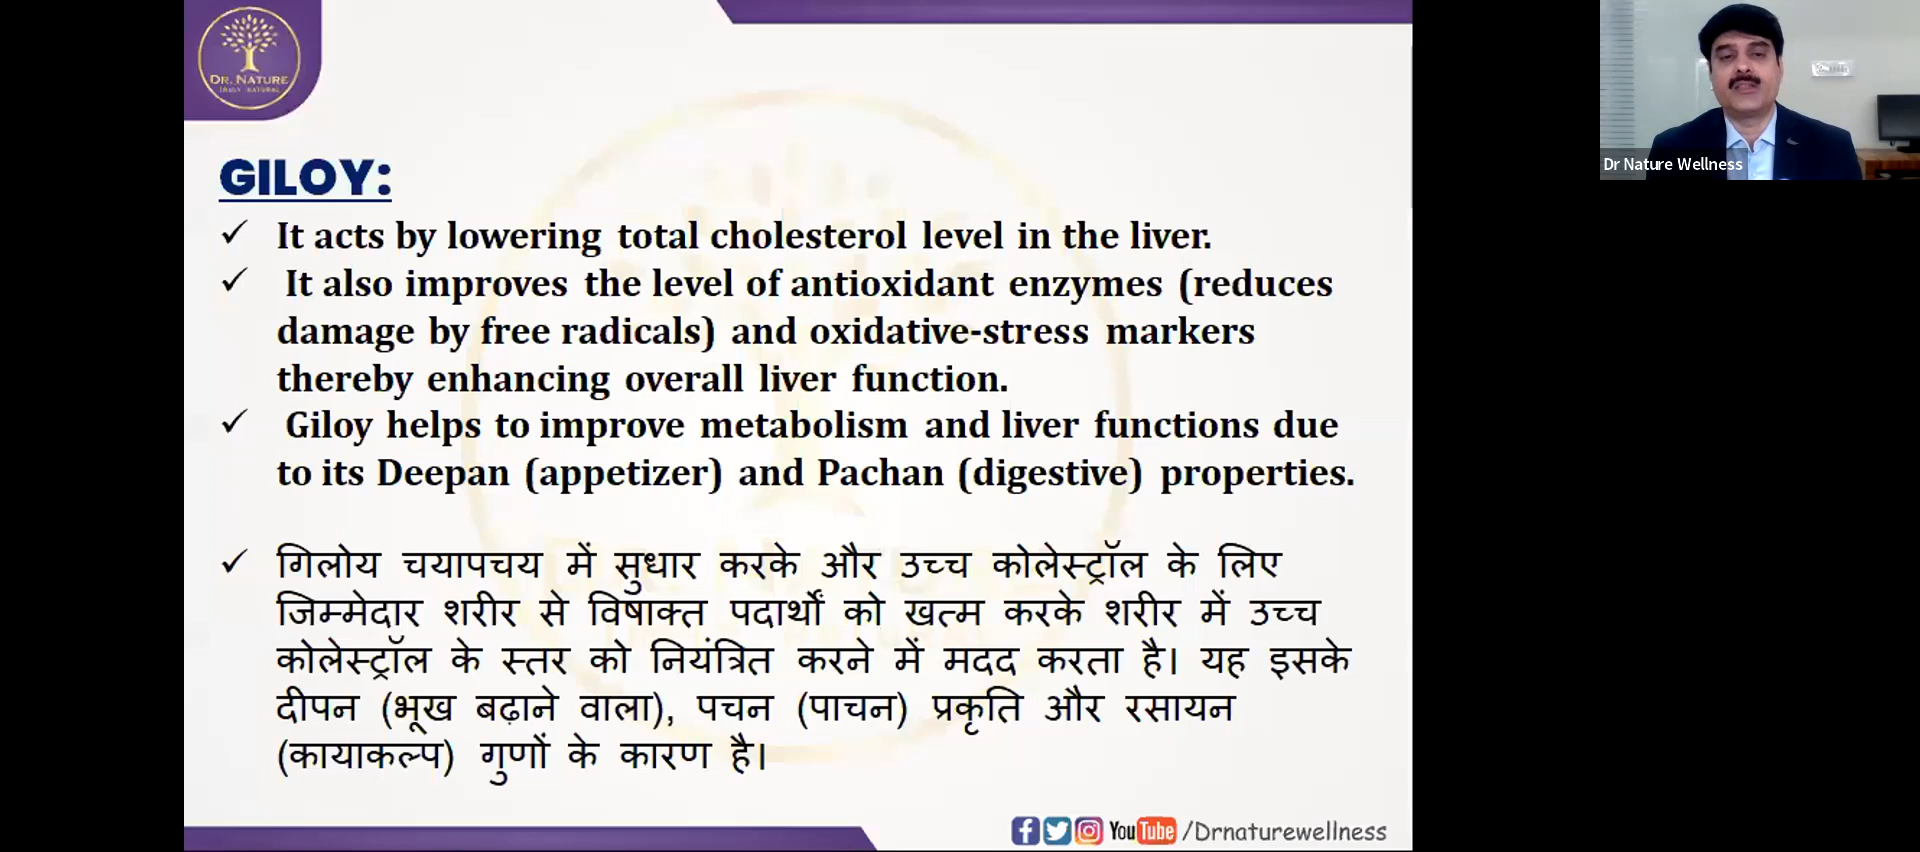 DR. NATURE
TRULY NATURAL
GILOY:
✓ It acts by lowering total cholesterol level in the liver.
✓ It also improves the level of antioxidant enzymes (reduces
damage by free radicals) and oxidative-stress markers
thereby enhancing overall liver function.
✓ Giloy helps to improve metabolism and liver functions due
to its Deepan (appetizer) and Pachan (digestive) properties.
✓ गिलोय चयापचय में सुधार करके और उच्च कोलेस्ट्रॉल के लिए
जिम्मेदार शरीर से विषाक्त पदार्थों को खत्म करके शरीर में उच्च
कोलेस्ट्रॉल के स्तर को नियंत्रित करने में मदद करता है। यह इसके
दीपन (भूख बढ़ाने वाला), पचन (पाचन) प्रकृति और रसायन
(कायाकल्प) गुणों के कारण है।
YouTube /Drnaturewellness
Dr Nature Wellness